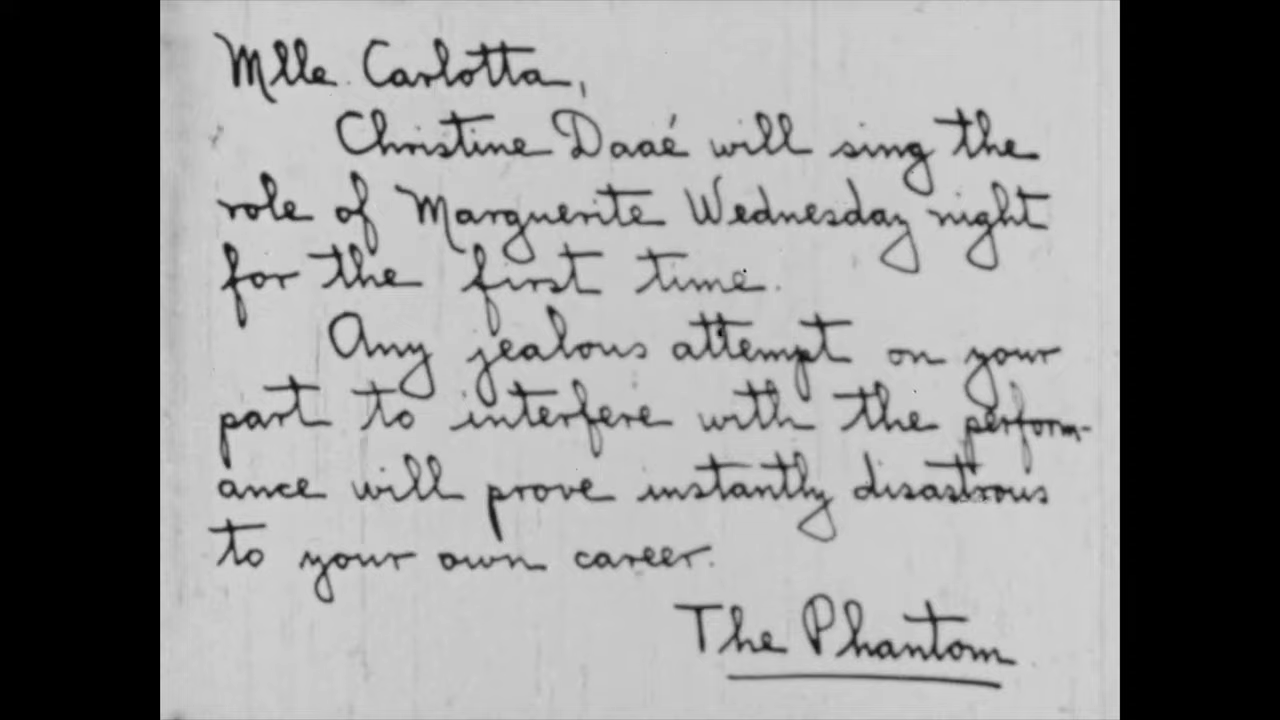 Mlle. Carlotta,
Christine Daaé will sing the
role of Marguerite Wednesday night
for the first time.
Any jealous attempt on your
part to interfere with the perform-
ance will prove instantly disastrous
to your own career.
The Phantom